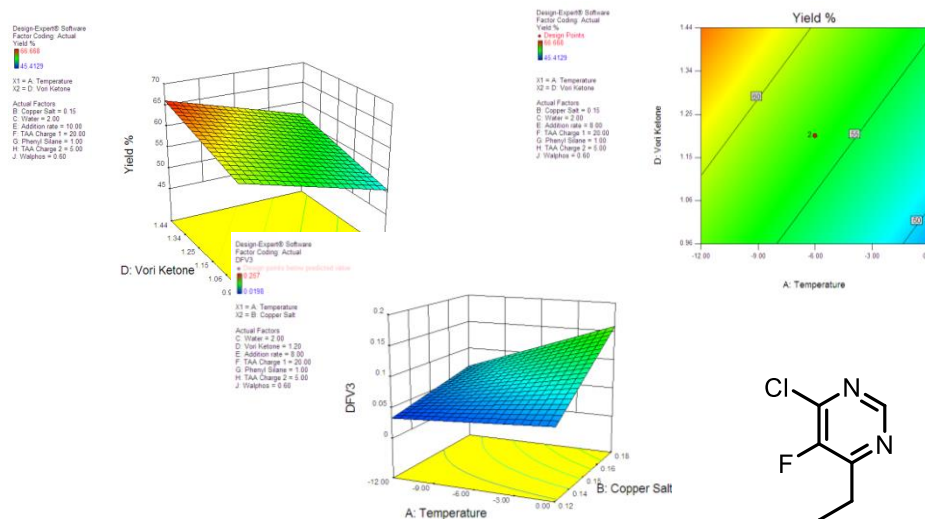 Design-Expert® Software
Factor Coding: Actual
Yield %
45.4129
X1 = A: Temperature
X2 = D: Vori Ketone
Actual Factors
B: Copper Salt = 0.15
C: Water = 2.00
E: Addition rate = 10.00
F: TAA Charge 1 = 20.00
G: Phenyl Silane = 1.00
H: TAA Charge 2 = 5.00
J: Walphos = 0.60
Yield %
70
65
60
55
50
45
1.44
1.34
1.25
1.15
1.06
0.9
D: Vori Ketone
Design-Expert® Software
Factor Coding: Actual
Yield %
Design Points
45.4129
X1 = A: Temperature
X2 = D: Vori Ketone
Actual Factors
B: Copper Salt = 0.15
C: Water = 2.00
E: Addition rate = 8.00
F: TAA Charge 1 = 20.00
G: Phenyl Silane = 1.00
H: TAA Charge 2 = 5.00
J: Walphos = 0.60
Yield %
D: Vori Ketone
1.44
1.34
1.25
1.15
1.06
0.96
60
2
55
50
-12.00
-9.00
-6.00
-3.00
0
A: Temperature
Design-Expert® Software
Factor Coding: Actual
DFV3
Design points below predicted value
0.257
0.0198
X1 = A: Temperature
X2 = B: Copper Salt
Actual Factors
C: Water = 2.00
D: Vori Ketone = 1.20
E: Addition rate = 8.00
F: TAA Charge 1 = 20.00
G: Phenyl Silane = 1.00
H: TAA Charge 2 = 5.00
J: Walphos = 0.60
DFV3
0.2
0.15
0.1
0.05
0
-12.00
-9.00
-6.00
-3.00
0.00
A: Temperature
0.12
0.14
0.16
0.18
B: Copper Salt
Cl
N
N
F